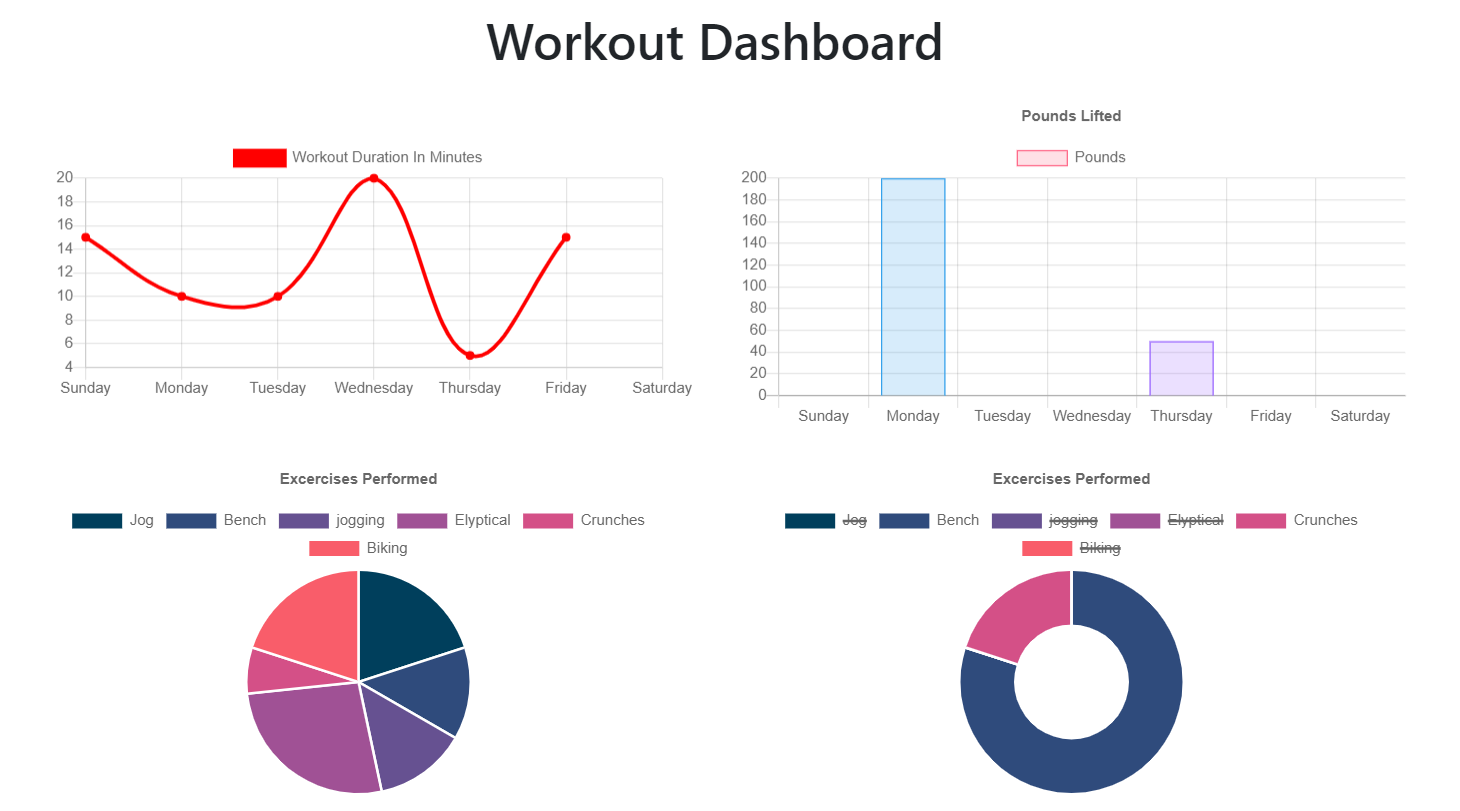 Workout Dashboard
Workout Duration In Minutes
20
18
16
14
12
10
8
6
4
Sunday Monday Tuesday Wednesday Thursday Friday Saturday
Pounds Lifted
Pounds
200
180
160
140
120
100
80
60
40
20
0
Sunday Monday Tuesday Wednesday Thursday Friday Saturday
Excercises Performed
Jog Bench jogging Elyptical Crunches
Biking
Excercises Performed
Jog Bench jogging Elyptical Crunches
Biking